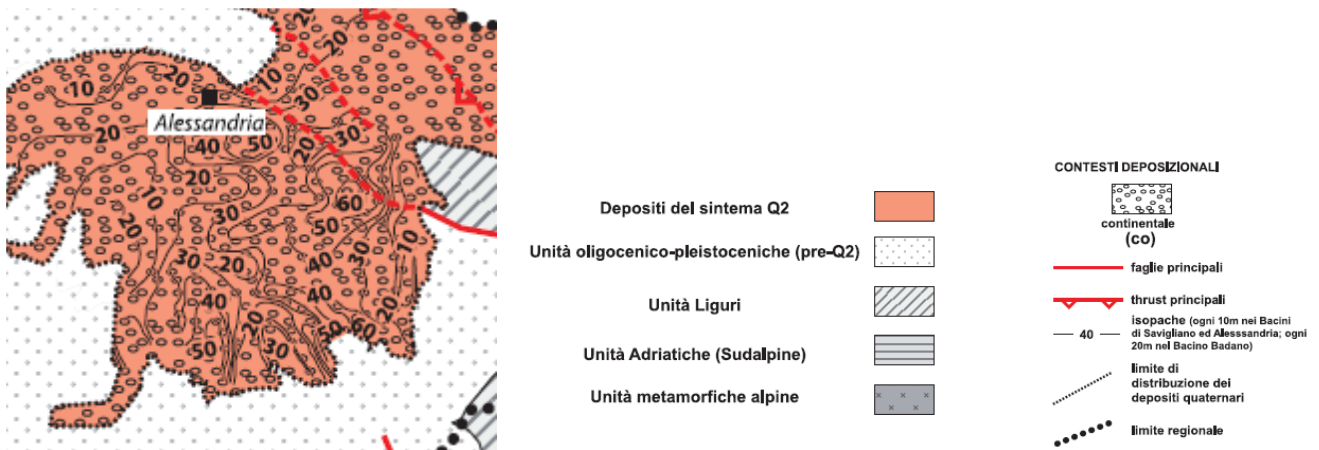 20
20
30
20
10
10
30
Alessandria
20
30
40
50
20
20
10
60
20
30
50
10
30
30
20
40
40
40
20
20
50
60
50
30
Depositi del sintema Q2
Unità oligocenico-pleistoceniche (pre-Q2)
Unità Liguri
Unità Adriatiche (Sudalpine)
Unità metamorfiche alpine
CONTESTI DEPOSIZIONALI
continentale
(co)
faglie principali
thrust principali
40
isopache (ogni 10m nei Bacini
di Savigliano ed Alesssandria; ogni
20m nel Bacino Badano)
limite di
distribuzione dei
depositi quaternari
limite regionale